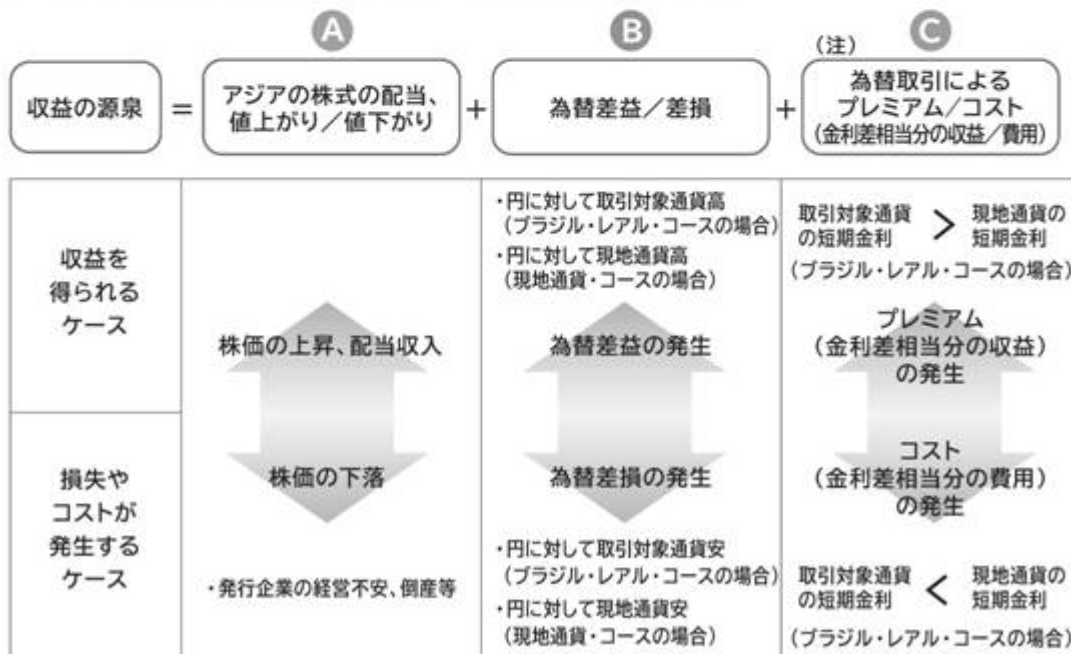 A
B
(注)
C
収益の源泉
=
アジアの株式の配当、
値上がり/値下がり
+
為替差益/差損
+
為替取引による
プレミアム/コスト
(金利差相当分の収益/費用)
収益を
得られる
ケース
株価の上昇、配当収入
・円に対して取引対象通貨高
(ブラジル・レアル・コースの場合)
・円に対して現地通貨高
(現地通貨・コースの場合)
為替差益の発生
取引対象通貨 > 現地通貨の
の短期金利 短期金利
(ブラジル・レアル・コースの場合)
プレミアム
(金利差相当分の収益)
の発生
損失や
コストが
発生する
ケース
株価の下落
・発行企業の経営不安、倒産等
為替差損の発生
・円に対して取引対象通貨安
(ブラジル・レアル・コースの場合)
・円に対して現地通貨安
(現地通貨・コースの場合)
コスト
(金利差相当分の費用)
の発生
取引対象通貨 < 現地通貨の
の短期金利 短期金利
(ブラジル・レアル・コースの場合)